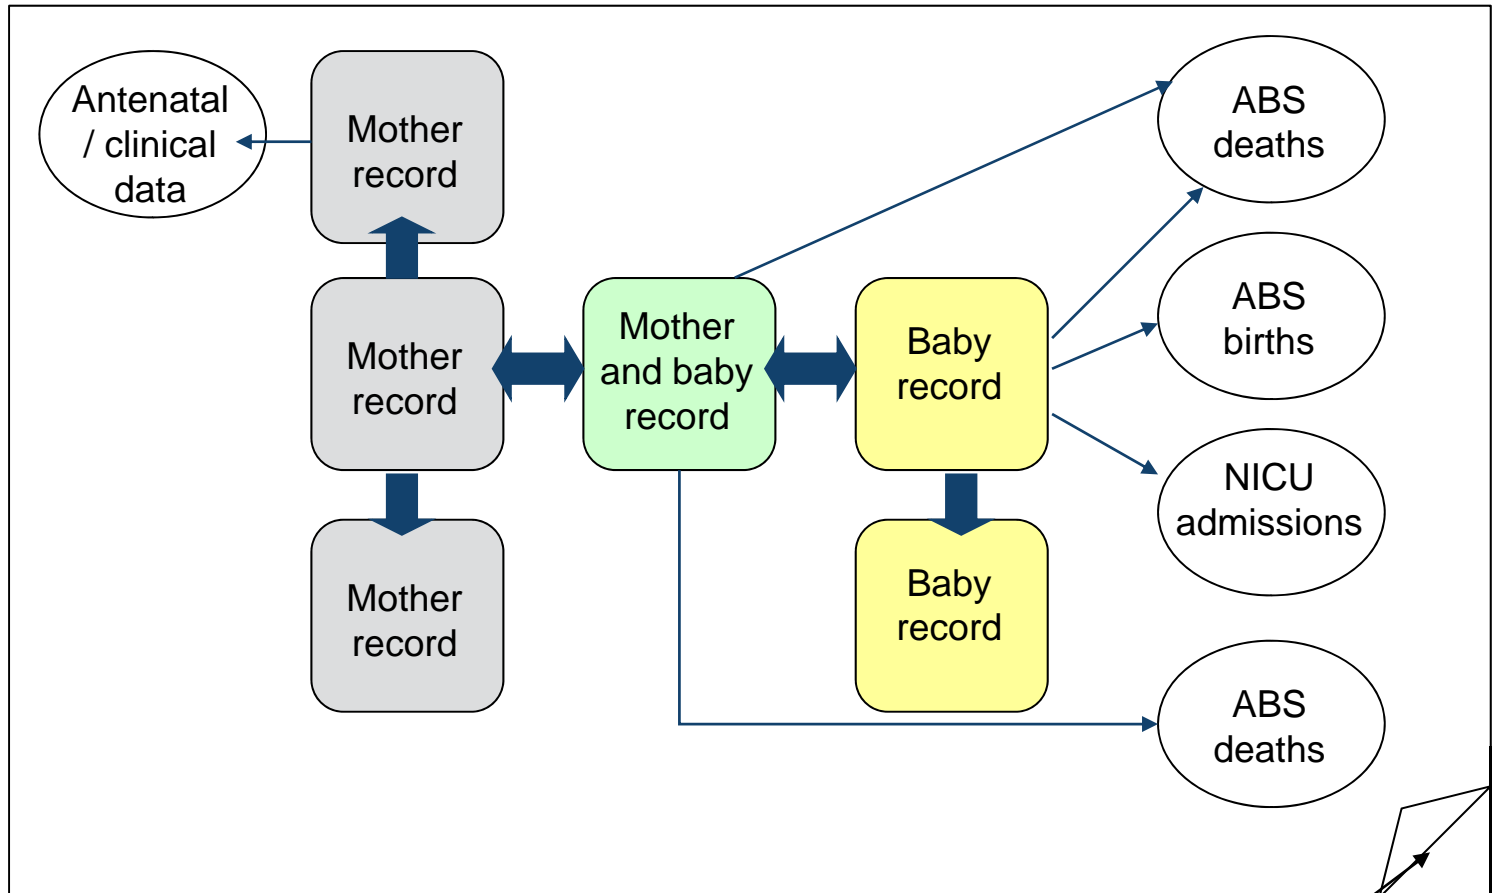 Antenatal
/ clinical
data
Mother
record
ABS
deaths
Mother
record
Mother
and baby
record
Baby
record
ABS
births
NICU
admissions
Mother
record
Baby
record
ABS
deaths